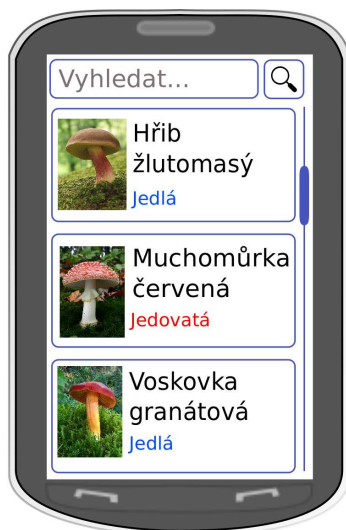 Vyhledat...
Hřib
žlutomasý
Jedlá
Muchomůrka
červená
Jedovatá
Voskovka
granátová
Jedlá